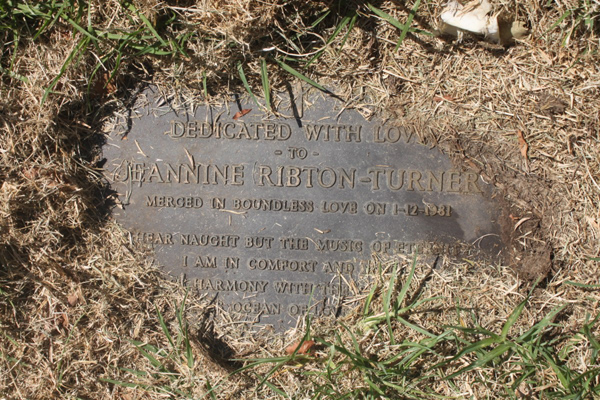 DEDICATED WITH LOVE
- TO -
JEANNINE RIBTON-TURNER
MERGED IN BOUNDLESS LOVE ON 1-12-1981
HEAR NAUGHT BUT THE MUSIC OF
I AM IN COMFORT AND IN
HARMONY WITH
OCEAN OF